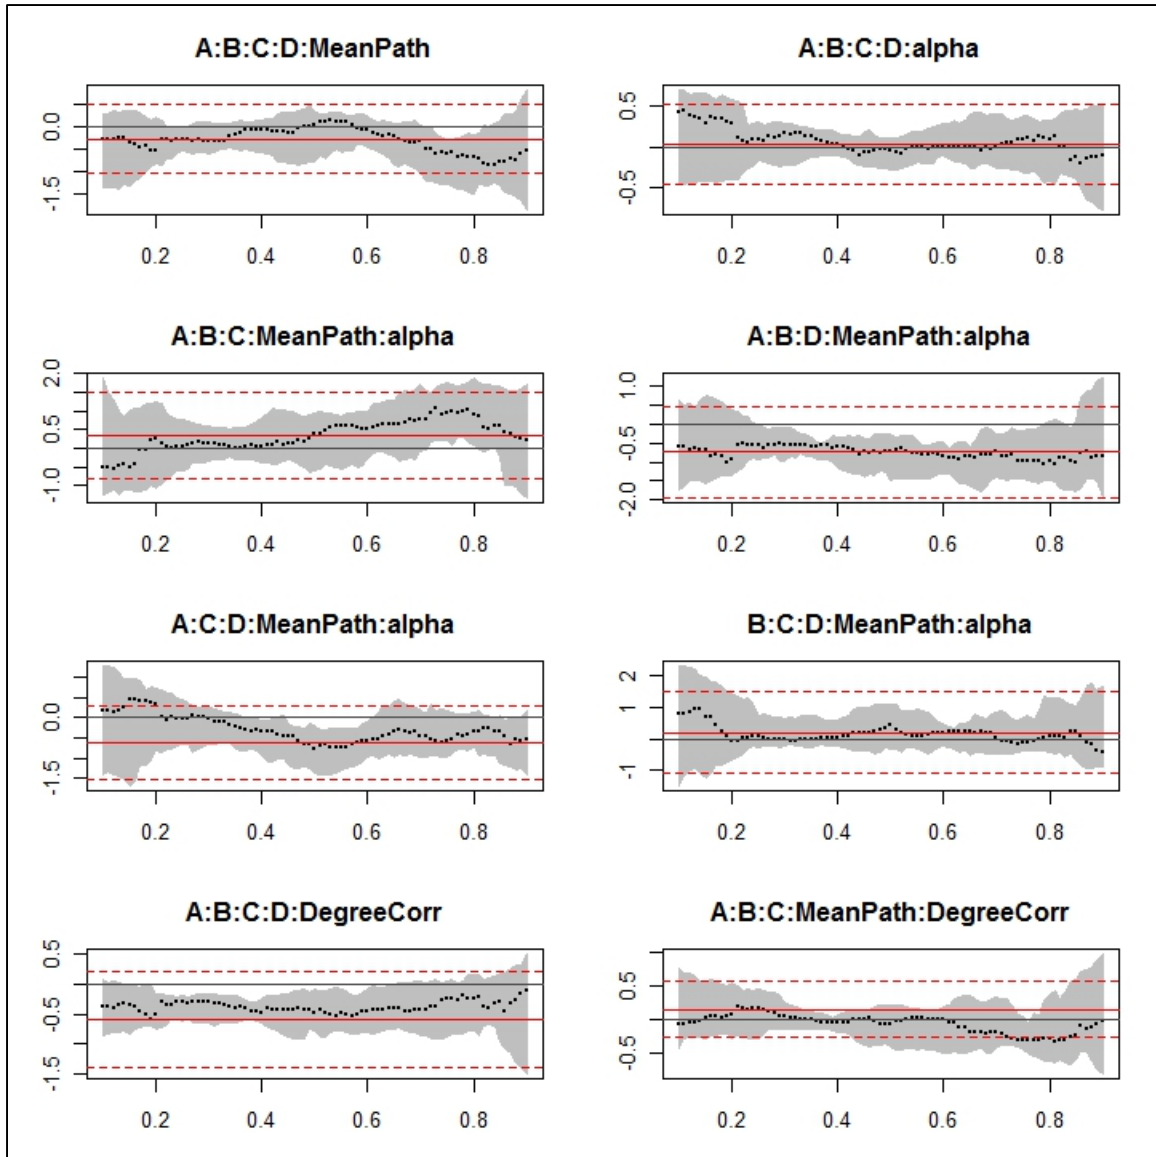 A:B:C:D:MeanPath
A:B:C:D:alpha
0.0
-1.5
0.5
-0.5
0.2 0.4 0.6 0.8
0.2 0.4 0.6 0.8
A:B:C:MeanPath:alpha
A:B:D:MeanPath:alpha
2.0
0.5
-1.0
1.0
-0.5
-2.0
0.2 0.4 0.6 0.8
0.2 0.4 0.6 0.8
A:C:D:MeanPath:alpha
B:C:D:MeanPath:alpha
0.0
-1.5
2
1
-1
0.2 0.4 0.6 0.8
0.2 0.4 0.6 0.8
A:B:C:D:DegreeCorr
A:B:C:MeanPath:DegreeCorr
0.5
-0.5
-1.5
0.5
-0.5
0.2 0.4 0.6 0.8
0.2 0.4 0.6 0.8